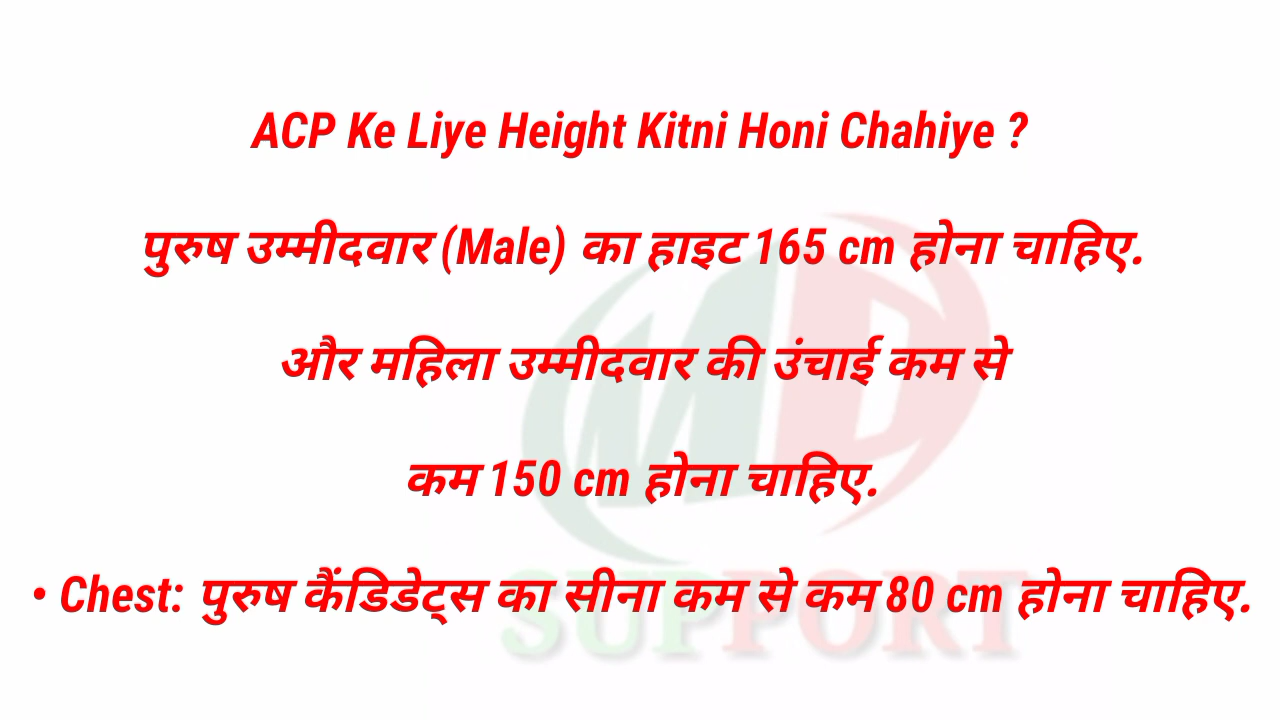 ACP Ke Liye Height Kitni Honi Chahiye ?
पुरुष उम्मीदवार (Male) का हाइट 165 cm होना चाहिए.
और महिला उम्मीदवार की उंचाई कम से
कम 150 cm होना चाहिए.
• Chest: पुरुष कैंडिडेट्स का सीना कम से कम 80 cm होना चाहिए.
MD
SUPPORT